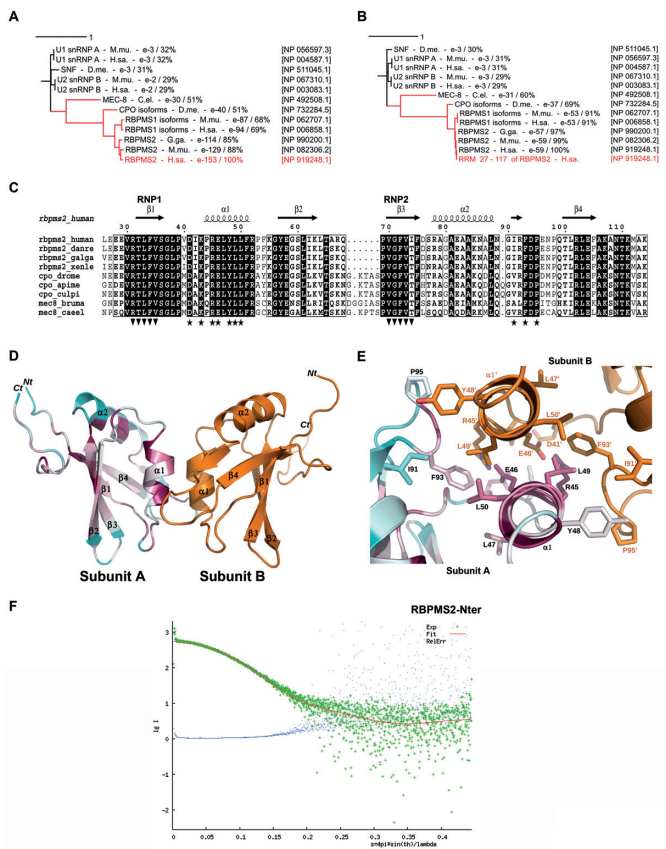 A
1
U1 snRNP A - M.mu. - e-3 / 32% [NP 056597.3]
U1 snRNP A - H.sa. - e-3 / 32% [NP 004587.1]
SNF - D.me. - e-3 / 31% [NP 511045.1]
U2 snRNP B - M.mu. - e-2 / 29% [NP 067310.1]
U2 snRNP B - H.sa. - e-2 / 29% [NP 003083.1]
MEC-8 - C.el. - e-30 / 51% [NP 492508.1]
CPO isoforms - D.me. - e-40 / 51% [NP 732284.5]
RBPMS1 isoforms - M.mu. - e-87 / 68% [NP 062707.1]
RBPMS1 isoforms - H.sa. - e-94 / 69% [NP 006858.1]
RBPMS2 - G.ga. - e-114 / 85% [NP 990200.1]
RBPMS2 - M.mu. - e-129 / 88% [NP 082306.2]
RBPMS2 - H.sa. - e-153 / 100% [NP 919248.1]
B
1
SNF - D.me. - e-3 / 30% [NP 511045.1]
U1 snRNP A - M.mu. - e-3 / 31% [NP 056597.3]
U1 snRNP A - H.sa. - e-3 / 31% [NP 004587.1]
U2 snRNP B - M.mu. - e-3 / 29% [NP 067310.1]
U2 snRNP B - H.sa. - e-3 / 29% [NP 003083.1]
MEC-8 - C.el. - e-31 / 60% [NP 492508.1]
CPO isoforms - D.me. - e-37 / 69% [NP 732284.5]
RBPMS1 isoforms - M.mu. - e-53 / 91% [NP 062707.1]
RBPMS1 isoforms - H.sa. - e-53 / 91% [NP 006858.1]
RBPMS2 - G.ga. - e-57 / 97% [NP 990200.1]
RBPMS2 - M.mu. - e-59 / 99% [NP 082306.2]
RBPMS2 - H.sa. - e-59 / 100% [NP 919248.1]
RRM 27 - 117 of RBPMS2 - H.sa. [NP 919248.1]
C
RNP1 RNP2
β1 α1 β2 β3 α2 β4
rbpms2_human
30 40 50 60 70 80 90 100 110
rbpms2_human
rbpms2_danre
rbpms2_galga
rbpms2_xenle
cpo_drome
cpo_apime
cpo_culpi
mec8_bruma
mec8_caeel
D
Ct Nt
α2
α1
β4
β1
β3
β2
Subunit A
Nt
Ct
α2
β4
α1
β1
β3
β2
Subunit B
E
Subunit B
P95
Y48'
α1'
L47'
R45'
L50'
L49'
E46'
D41'
F93'
I91
F93
E46
L49
I91'
L50
R45
L47
α1
Y48
P95'
Subunit A
F
RBPMS2-Nter
Exp
Fit
RelErr
lg I
3
2
1
0
-1
-2
0 0.05 0.1 0.15 0.2 0.25 0.3 0.35 0.4
s=4pi*sin(th)/lambda